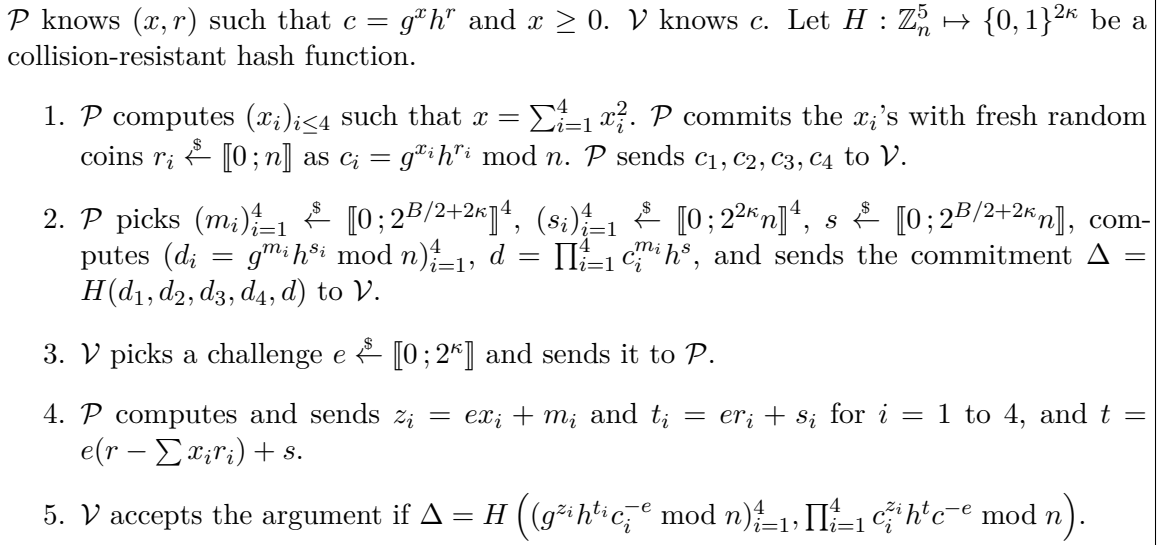 𝒫 knows (x, r) such that c = g^x h^r and x ≥ 0. 𝒱 knows c. Let H : ℤ_n^5 ↦ {0, 1}^{2κ} be a
collision-resistant hash function.
1. 𝒫 computes (x_i)_{i≤4} such that x = ∑_{i=1}^4 x_i^2. 𝒫 commits the x_i's with fresh random
coins r_i ←$ ⟦0 ; n⟧ as c_i = g^{x_i} h^{r_i} mod n. 𝒫 sends c_1, c_2, c_3, c_4 to 𝒱.
2. 𝒫 picks (m_i)_{i=1}^4 ←$ ⟦0 ; 2^{B/2+2κ}⟧^4, (s_i)_{i=1}^4 ←$ ⟦0 ; 2^{2κ}n⟧^4, s ←$ ⟦0 ; 2^{B/2+2κ}n⟧, com-
putes (d_i = g^{m_i} h^{s_i} mod n)_{i=1}^4, d = ∏_{i=1}^4 c_i^{m_i} h^s, and sends the commitment Δ =
H(d_1, d_2, d_3, d_4, d) to 𝒱.
3. 𝒱 picks a challenge e ←$ ⟦0 ; 2^κ⟧ and sends it to 𝒫.
4. 𝒫 computes and sends z_i = ex_i + m_i and t_i = er_i + s_i for i = 1 to 4, and t =
e(r − ∑ x_i r_i) + s.
5. 𝒱 accepts the argument if Δ = H((g^{z_i} h^{t_i} c_i^{−e} mod n)_{i=1}^4, ∏_{i=1}^4 c_i^{z_i} h^t c^{−e} mod n).